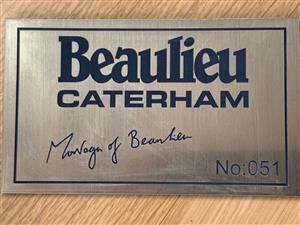 Beaulieu
CATERHAM
Montagu of Beaulieu
No:051